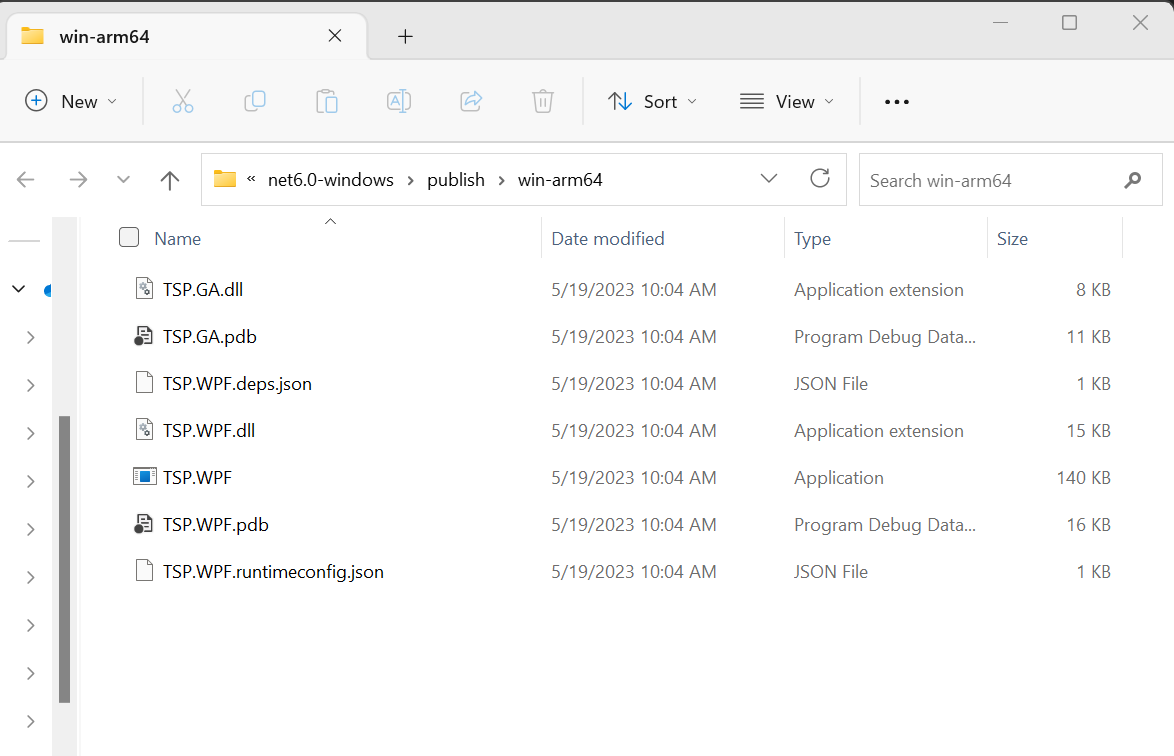 win-arm64
New Sort View
« net6.0-windows > publish > win-arm64 Search win-arm64
Name Date modified Type Size
TSP.GA.dll 5/19/2023 10:04 AM Application extension 8 KB
TSP.GA.pdb 5/19/2023 10:04 AM Program Debug Data... 11 KB
TSP.WPF.deps.json 5/19/2023 10:04 AM JSON File 1 KB
TSP.WPF.dll 5/19/2023 10:04 AM Application extension 15 KB
TSP.WPF 5/19/2023 10:04 AM Application 140 KB
TSP.WPF.pdb 5/19/2023 10:04 AM Program Debug Data... 16 KB
TSP.WPF.runtimeconfig.json 5/19/2023 10:04 AM JSON File 1 KB